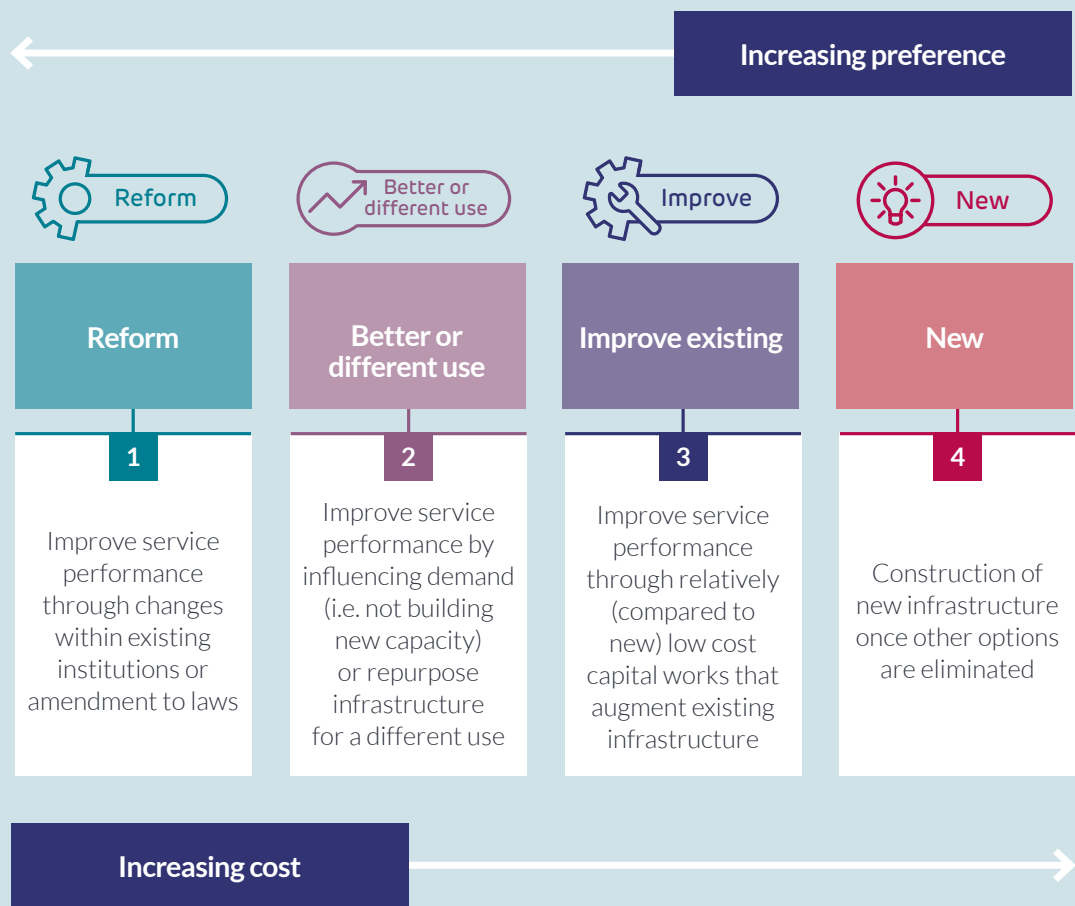 Increasing preference
Reform
Better or
different use
Improve
New
Reform
Better or
different use
Improve existing
New
1
Improve service
performance
through changes
within existing
institutions or
amendment to laws
2
Improve service
performance by
influencing demand
(i.e. not building
new capacity)
or repurpose
infrastructure
for a different use
3
Improve service
performance
through relatively
(compared to
new) low cost
capital works that
augment existing
infrastructure
4
Construction of
new infrastructure
once other options
are eliminated
Increasing cost